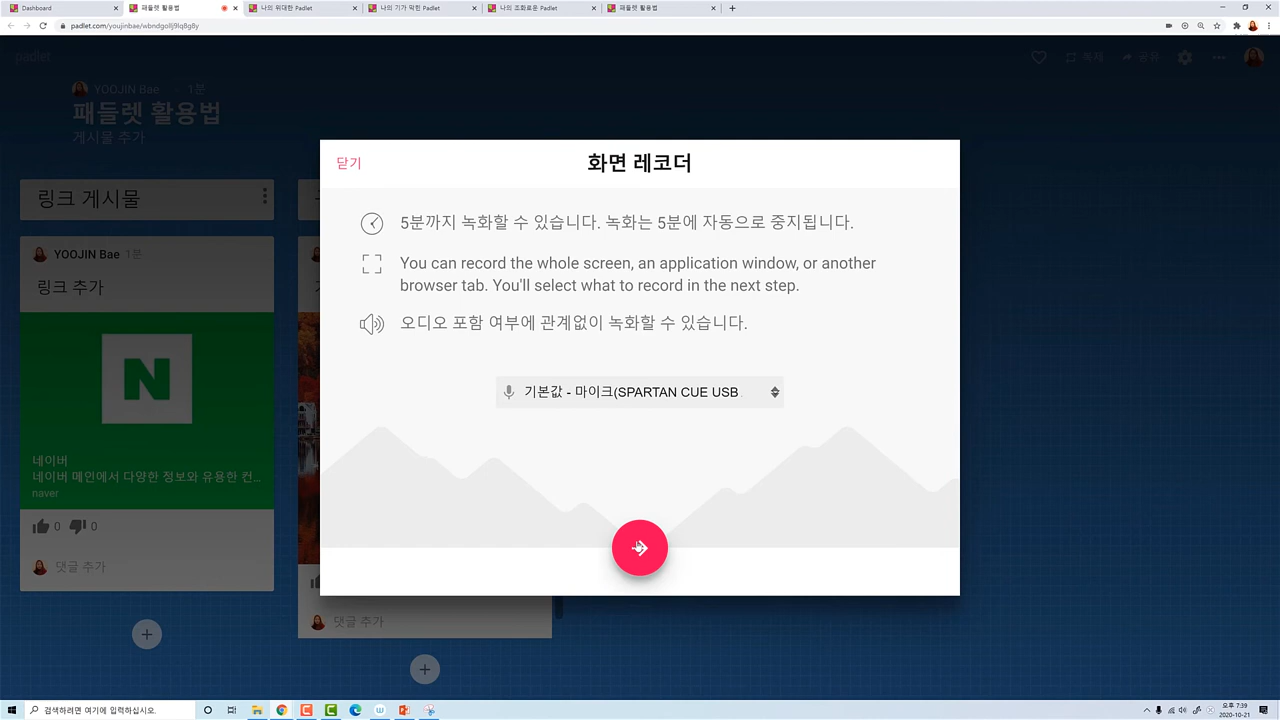 Dashboard
패들렛 활용법
나의 위대한 Padlet
나의 기가 막힌 Padlet
나의 조화로운 Padlet
패들렛 활용법
padlet
복제
공유
YOOJIN Bae · 1분
패들렛 활용법
게시물 추가
링크 게시물
YOOJIN Bae 1분
링크 추가
N
네이버
네이버 메인에서 다양한 정보와 유용한 컨...
naver
0 0
댓글 추가
댓글 추가
닫기
화면 레코더
5분까지 녹화할 수 있습니다. 녹화는 5분에 자동으로 중지됩니다.
You can record the whole screen, an application window, or another
browser tab. You'll select what to record in the next step.
오디오 포함 여부에 관계없이 녹화할 수 있습니다.
기본값 - 마이크(SPARTAN CUE USB
검색하려면 여기에 입력하십시오.
오후 7:39
2020-10-21